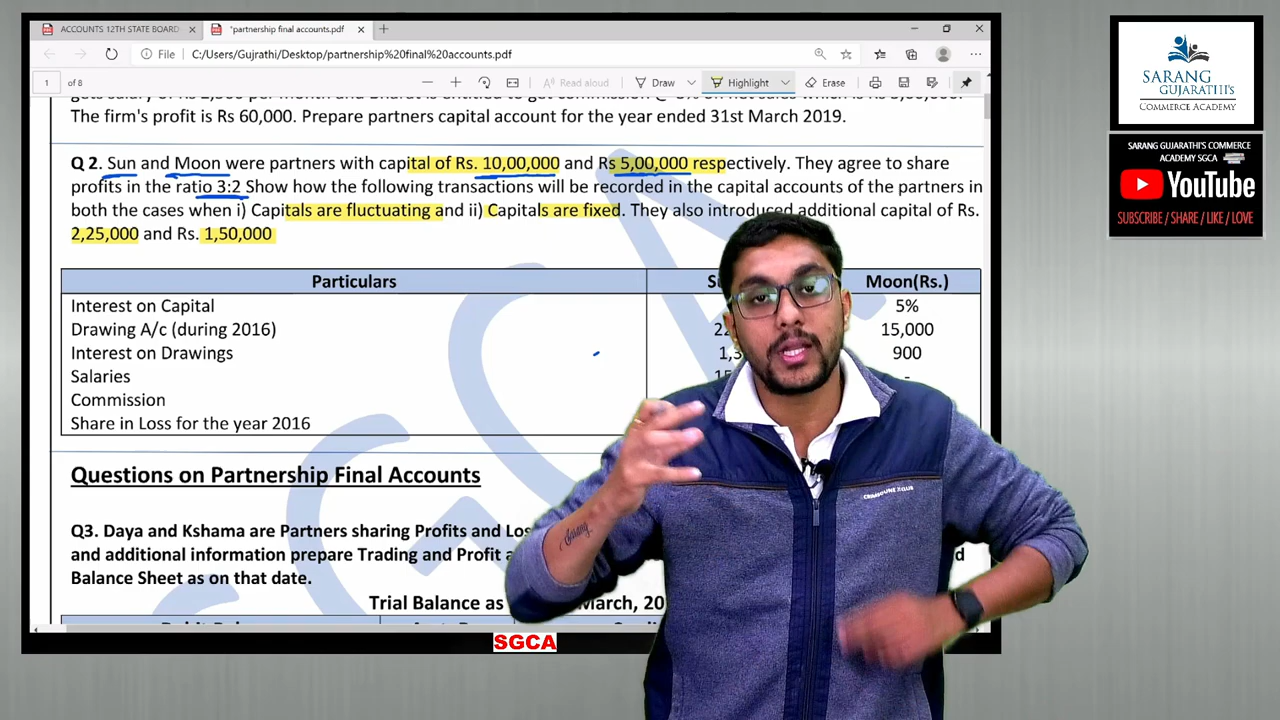 ACCOUNTS 12TH STATE BOARD
*partnership final accounts.pdf
File C:/Users/Gujrathi/Desktop/partnership%20final%20accounts.pdf
1 of 8
Read aloud Draw Highlight Erase
The firm's profit is Rs 60,000. Prepare partners capital account for the year ended 31st March 2019.
Q 2. Sun and Moon were partners with capital of Rs. 10,00,000 and Rs 5,00,000 respectively. They agree to share
profits in the ratio 3:2 Show how the following transactions will be recorded in the capital accounts of the partners in
both the cases when i) Capitals are fluctuating and ii) Capitals are fixed. They also introduced additional capital of Rs.
2,25,000 and Rs. 1,50,000
Particulars Moon(Rs.)
Interest on Capital 5%
Drawing A/c (during 2016) 15,000
Interest on Drawings 900
Salaries -
Commission
Share in Loss for the year 2016
Questions on Partnership Final Accounts
Q3. Daya and Kshama are Partners sharing Profits and
and additional information prepare Trading and Profit
Balance Sheet as on that date.
Trial Balance as March,
SGCA
SARANG
GUJARATHI'S
COMMERCE ACADEMY
SARANG GUJARATHI'S COMMERCE
ACADEMY SGCA
YouTube
SUBSCRIBE / SHARE / LIKE / LOVE
Sarang